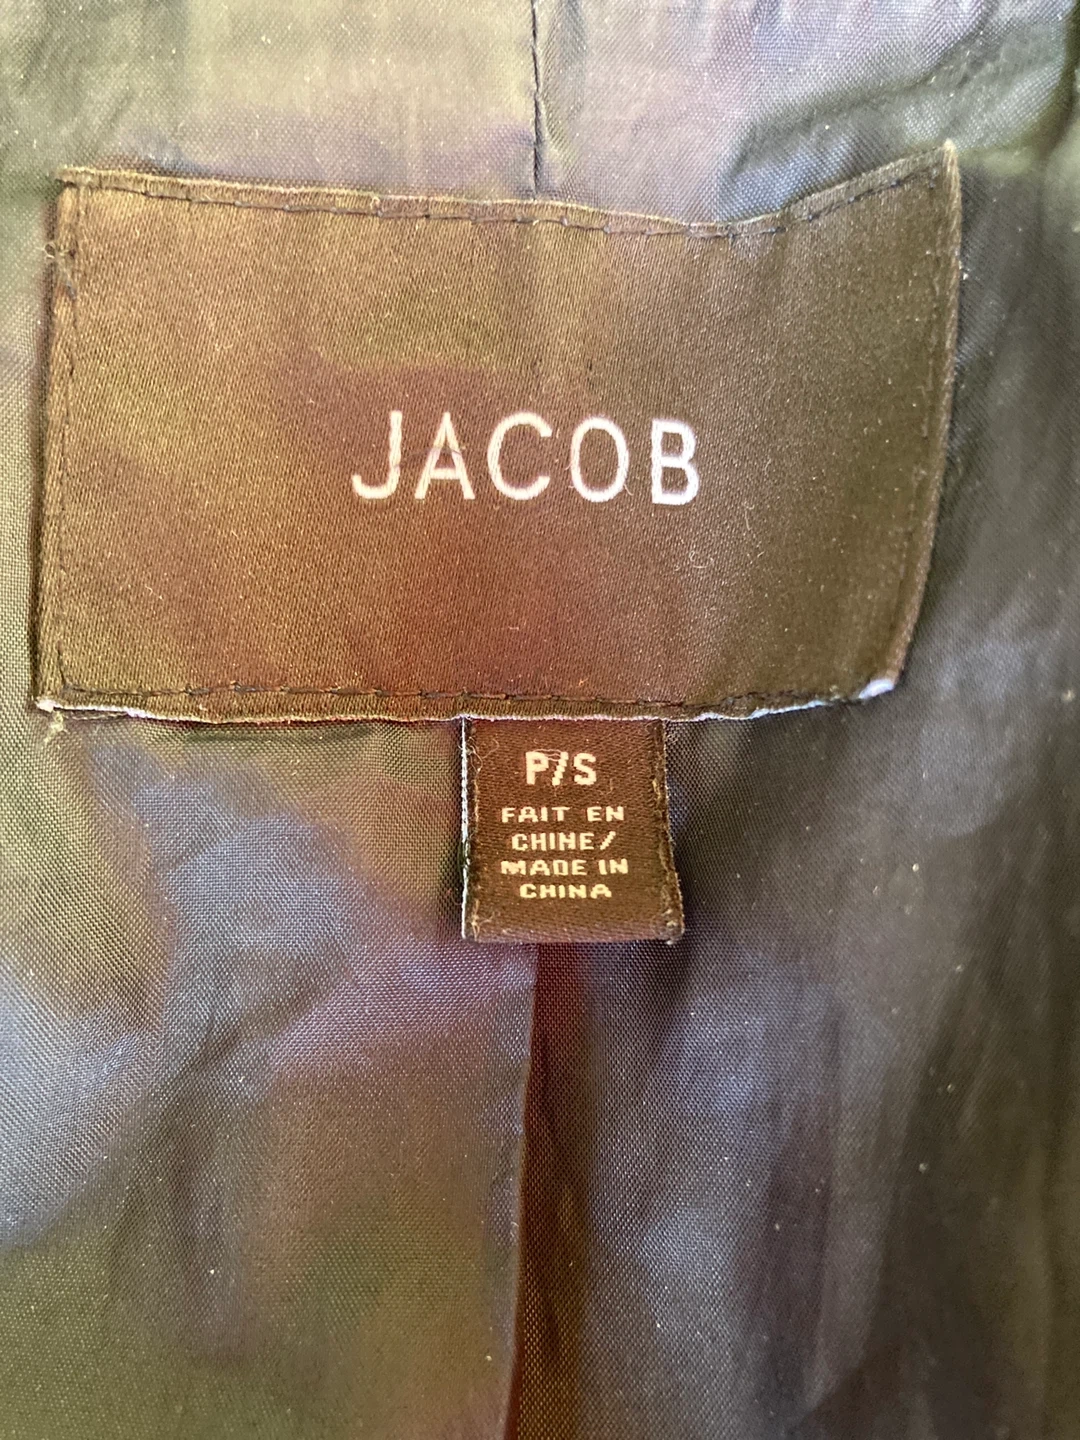 JACOB
P/S
FAIT EN
CHINE/
MADE IN
CHINA